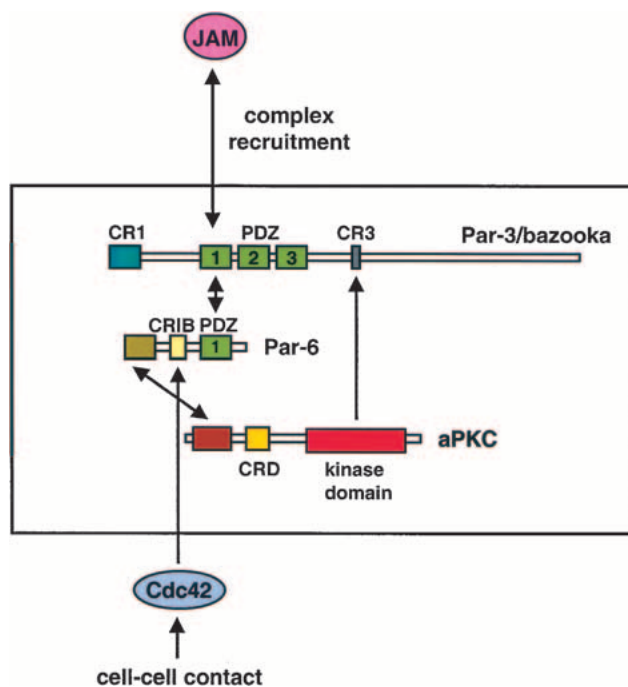 JAM
complex
recruitment
CR1 PDZ CR3 Par-3/bazooka
1 2 3
CRIB PDZ
1 Par-6
aPKC
CRD kinase
domain
Cdc42
cell-cell contact